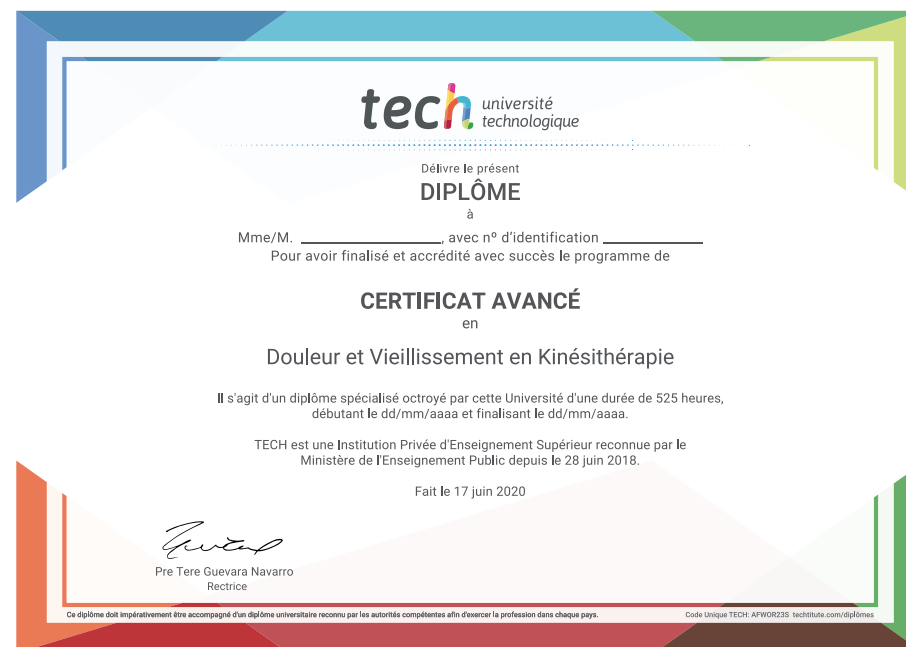 tech université
technologique
Délivre le présent
DIPLÔME
à
Mme/M. ____________________, avec nº d'identification ______________
Pour avoir finalisé et accrédité avec succès le programme de
CERTIFICAT AVANCÉ
en
Douleur et Vieillissement en Kinésithérapie
Il s'agit d'un diplôme spécialisé octroyé par cette Université d'une durée de 525 heures,
débutant le dd/mm/aaaa et finalisant le dd/mm/aaaa.
TECH est une Institution Privée d'Enseignement Supérieur reconnue par le
Ministère de l'Enseignement Public depuis le 28 juin 2018.
Fait le 17 juin 2020
Pre Tere Guevara Navarro
Rectrice
Ce diplôme doit impérativement être accompagné d'un diplôme universitaire reconnu par les autorités compétentes afin d'exercer la profession dans chaque pays.
Code Unique TECH: AFWOR23S techtitute.com/diplômes